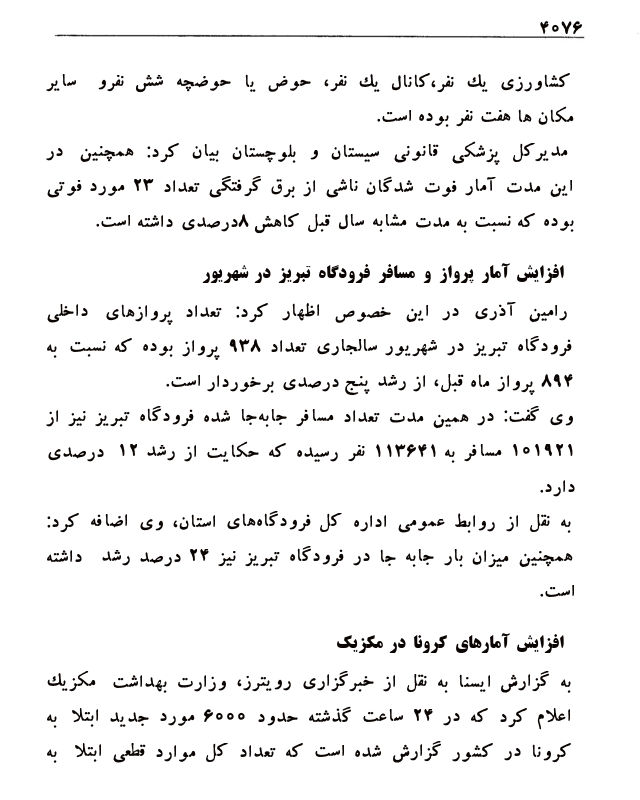 ۴۰۷۶
کشاورزی یك نفر،کانال یك نفر، حوض یا حوضچه شش نفرو سایر
مکان ها هفت نفر بوده است.
مدیرکل پزشکی قانونی سیستان و بلوچستان بیان کرد: همچنین در
این مدت آمار فوت شدگان ناشی از برق گرفتگی تعداد ۲۳ مورد فوتی
بوده که نسبت به مدت مشابه سال قبل کاهش ۸درصدی داشته است.
افزایش آمار پرواز و مسافر فرودگاه تبریز در شهریور
رامین آذری در این خصوص اظهار کرد: تعداد پروازهای داخلی
فرودگاه تبریز در شهریور سالجاری تعداد ۹۳۸ پرواز بوده که نسبت به
۸۹۴ پرواز ماه قبل، از رشد پنج درصدی برخوردار است.
وی گفت: در همین مدت تعداد مسافر جابه‌جا شده فرودگاه تبریز نیز از
۱۰۱۹۲۱ مسافر به ۱۱۳۶۴۱ نفر رسیده که حکایت از رشد ۱۲ درصدی
دارد.
به نقل از روابط عمومی اداره کل فرودگاه‌های استان، وی اضافه کرد:
همچنین میزان بار جابه جا در فرودگاه تبریز نیز ۲۴ درصد رشد داشته
است.
افزایش آمارهای کرونا در مکزیک
به گزارش ایسنا به نقل از خبرگزاری رویترز، وزارت بهداشت مکزیك
اعلام کرد که در ۲۴ ساعت گذشته حدود ۶۰۰۰ مورد جدید ابتلا به
کرونا در کشور گزارش شده است که تعداد کل موارد قطعی ابتلا به